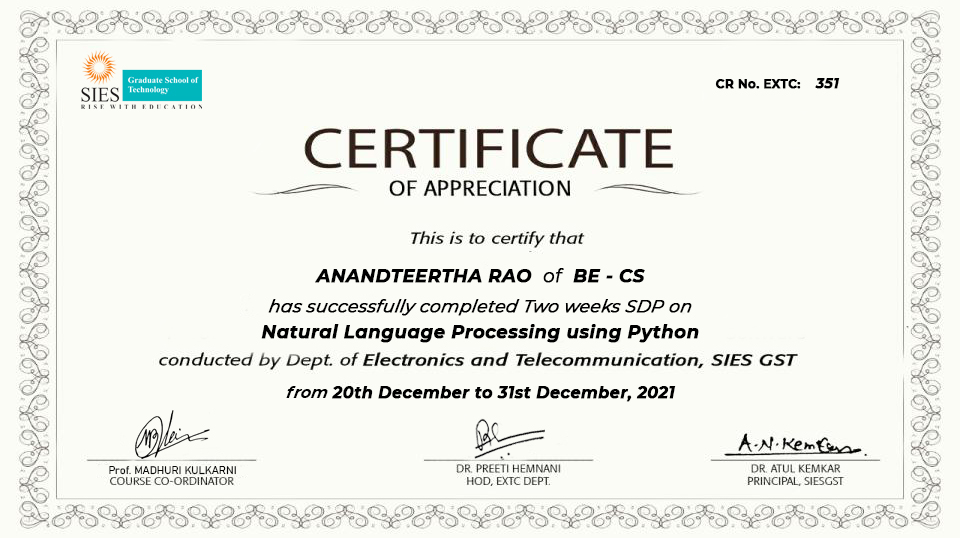 SIES
Graduate School of
Technology
RISE WITH EDUCATION
CR No. EXTC: 351
CERTIFICATE
OF APPRECIATION
This is to certify that
ANANDTEERTHA RAO of BE - CS
has successfully completed Two weeks SDP on
Natural Language Processing using Python
conducted by Dept. of Electronics and Telecommunication, SIES GST
from 20th December to 31st December, 2021
A.N.Kemkar
Prof. MADHURI KULKARNI
COURSE CO-ORDINATOR
DR. PREETI HEMNANI
HOD, EXTC DEPT.
DR. ATUL KEMKAR
PRINCIPAL, SIESGST